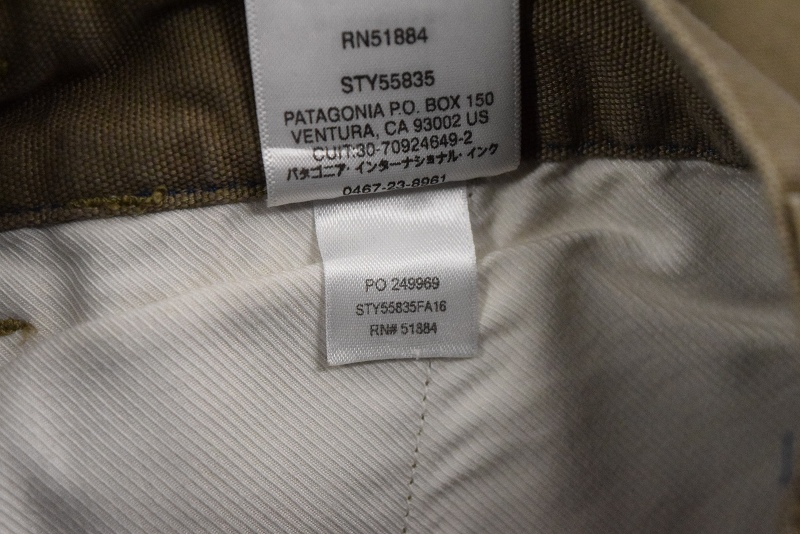 RN51884
STY55835
PATAGONIA P.O. BOX 150
VENTURA, CA 93002 US
CUIT:30-70924649-2
パタゴニア・インターナショナル・インク
0467-23-8961
PO 249969
STY55835FA16
RN# 51884